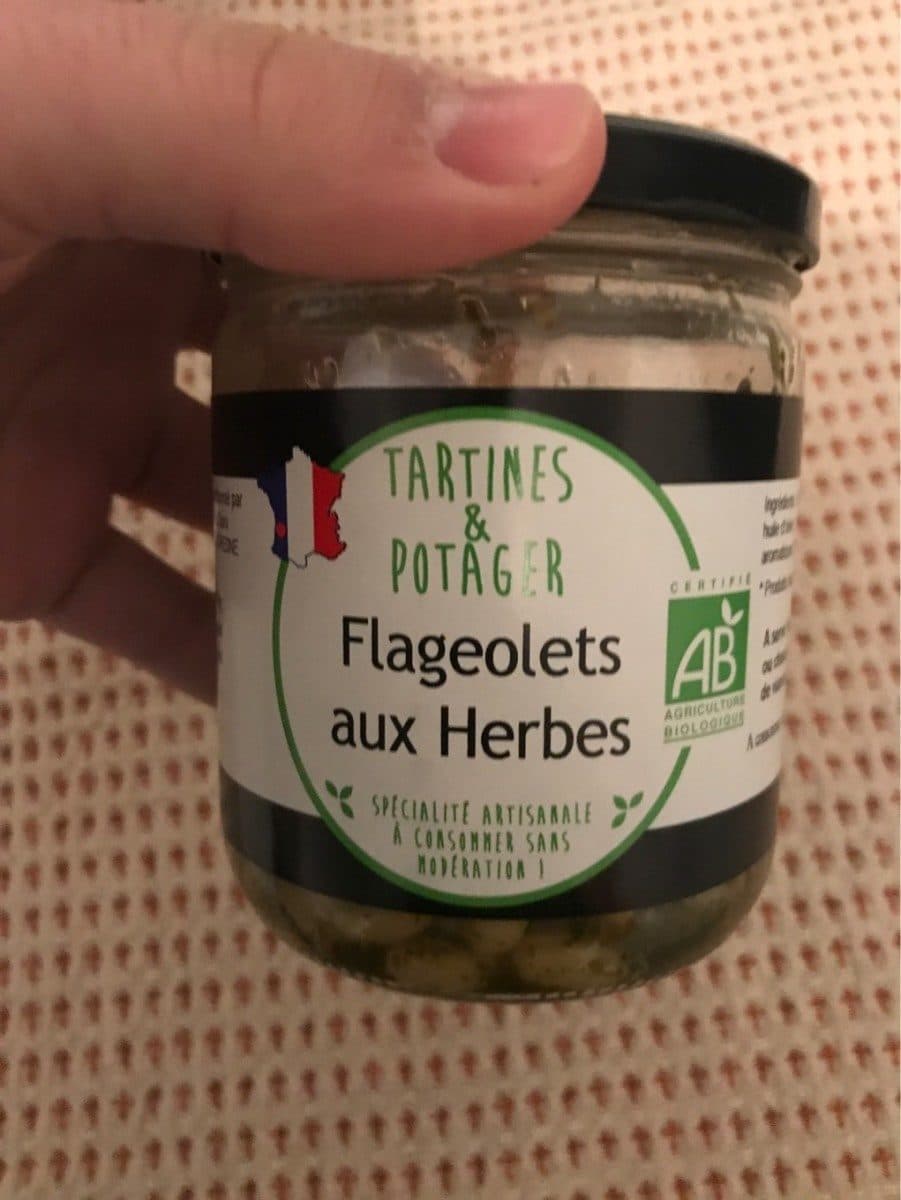 TARTINES
&
POTAGER
Flageolets
aux Herbes
SPÉCIALITÉ ARTISANALE
À CONSOMMER SANS
MODÉRATION !
CERTIFIÉ
AB
AGRICULTURE
BIOLOGIQUE